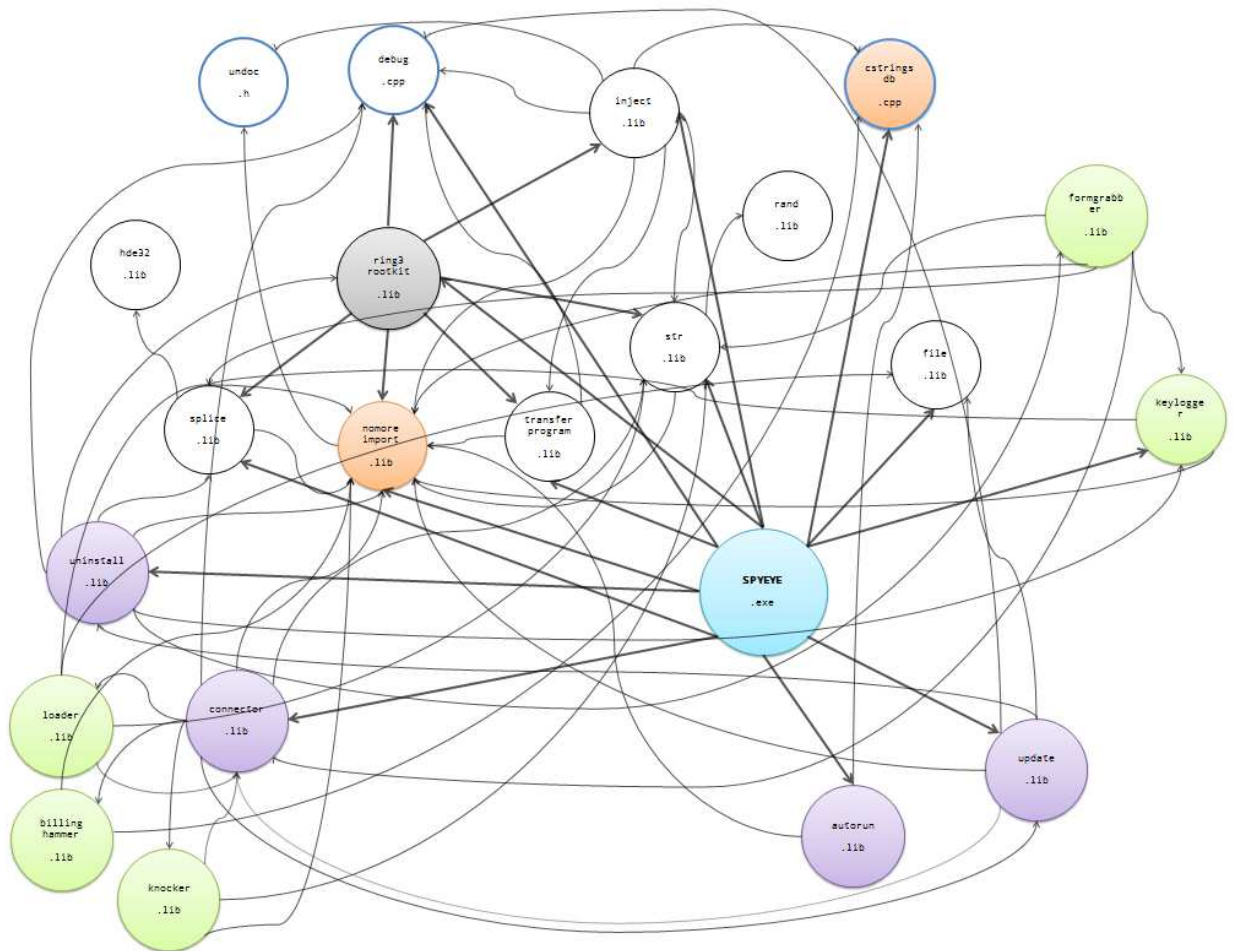 undoc
.h
debug
.cpp
inject
.lib
cstrings
db
.cpp
rand
.lib
formgrabb
er
.lib
hde32
.lib
ring3
rootkit
.lib
str
.lib
file
.lib
keylogge
r
.lib
splice
.lib
nomore
import
.lib
transfer
program
.lib
uninstall
.lib
SPYEYE
.exe
loader
.lib
connector
.lib
update
.lib
billing
hammer
.lib
autorun
.lib
knocker
.lib